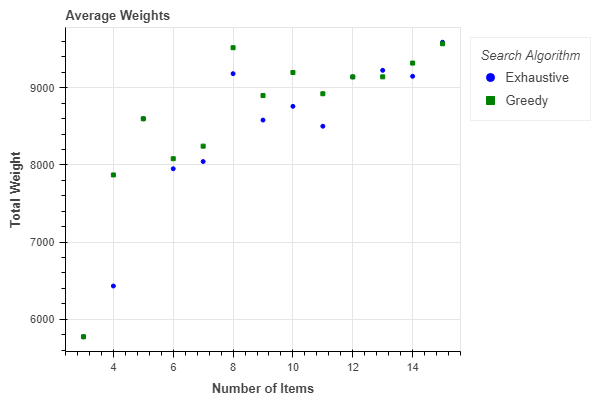 Average Weights
Search Algorithm
Exhaustive
Greedy
9000
8000
7000
6000
Total Weight
4 6 8 10 12 14
Number of Items